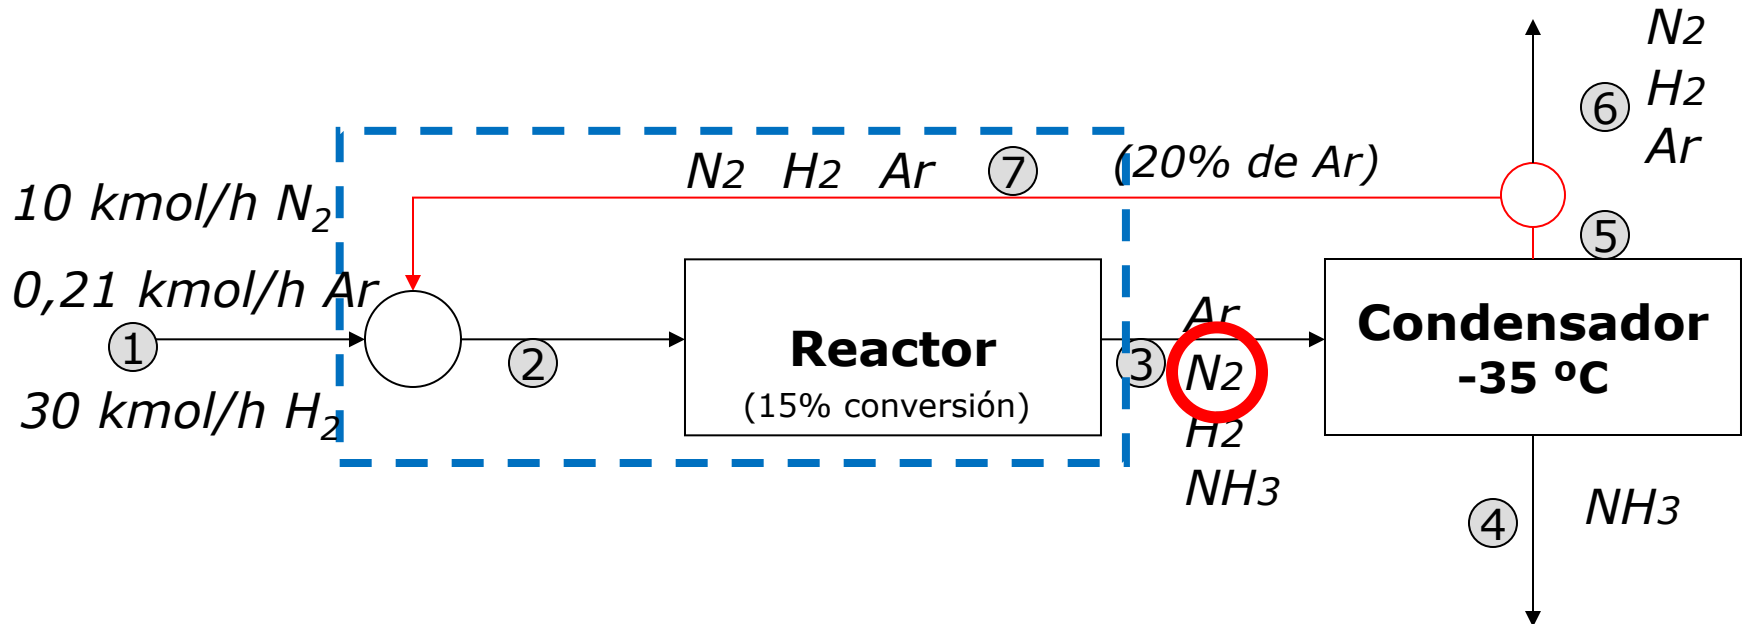 N2
H2
Ar
6
N2 H2 Ar 7 (20% de Ar)
10 kmol/h N2
5
0,21 kmol/h Ar
1
30 kmol/h H2
2
Reactor
(15% conversión)
3
Ar
N2
H2
NH3
Condensador
-35 ºC
4
NH3